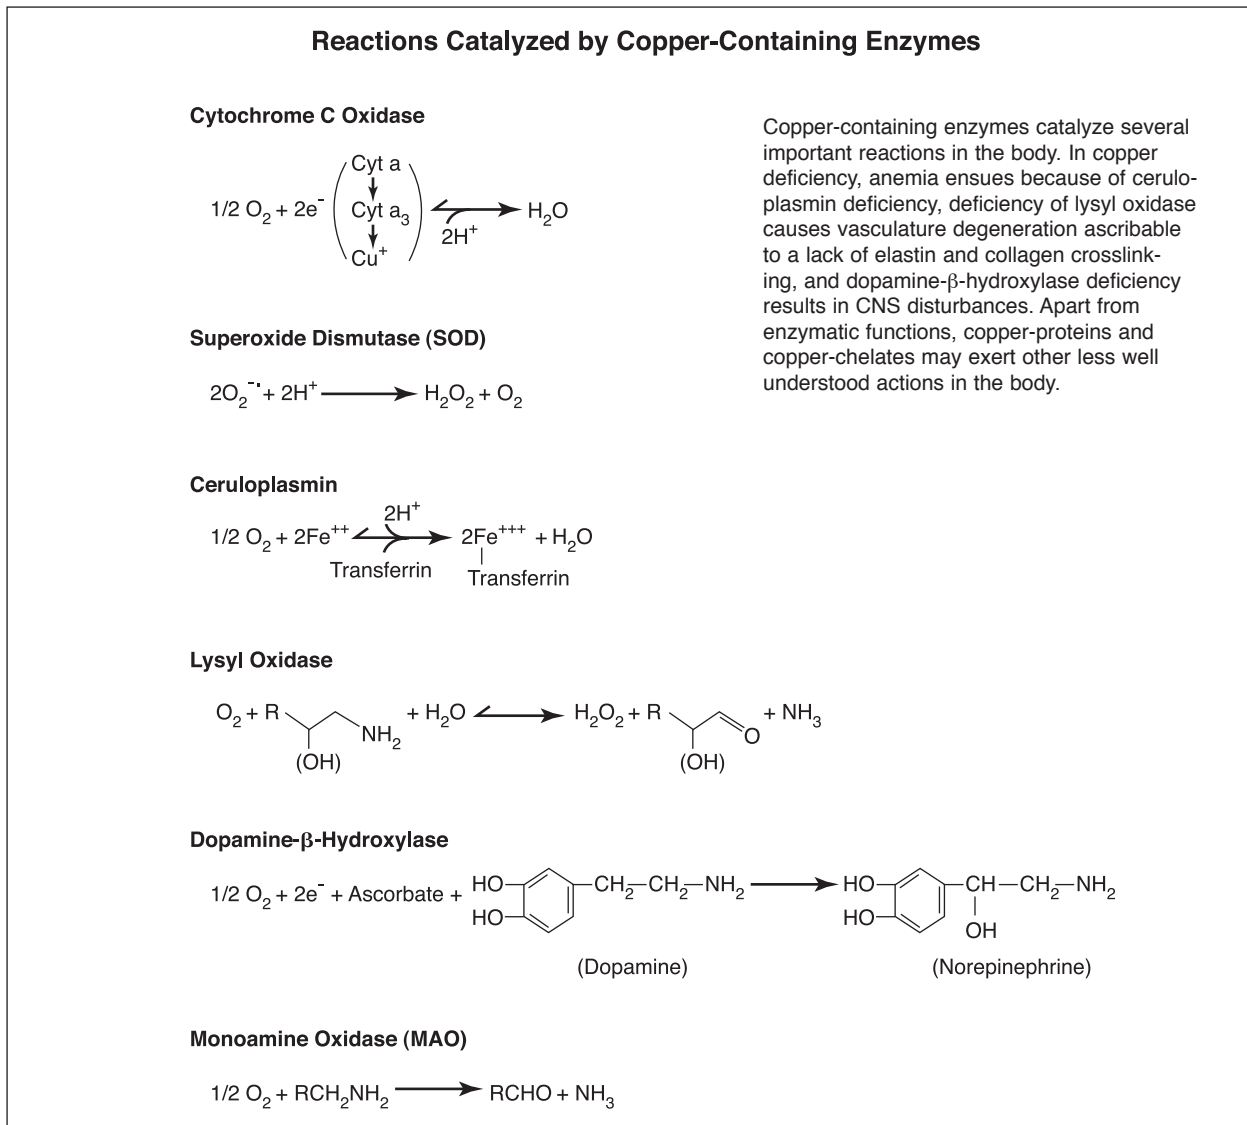 Reactions Catalyzed by Copper-Containing Enzymes
Cytochrome C Oxidase
Cyt a
1/2 O₂ + 2e⁻ Cyt a₃ 2H⁺ H₂O
Cu⁺
Copper-containing enzymes catalyze several
important reactions in the body. In copper
deficiency, anemia ensues because of cerulo-
plasmin deficiency, deficiency of lysyl oxidase
causes vasculature degeneration ascribable
to a lack of elastin and collagen crosslink-
ing, and dopamine-β-hydroxylase deficiency
results in CNS disturbances. Apart from
enzymatic functions, copper-proteins and
copper-chelates may exert other less well
understood actions in the body.
Superoxide Dismutase (SOD)
2O₂⁻· + 2H⁺ → H₂O₂ + O₂
Ceruloplasmin
2H⁺
1/2 O₂ + 2Fe⁺⁺ 2Fe⁺⁺⁺ + H₂O
Transferrin Transferrin
Lysyl Oxidase
O₂ + R NH₂ + H₂O H₂O₂ + R O + NH₃
(OH) (OH)
Dopamine-β-Hydroxylase
1/2 O₂ + 2e⁻ + Ascorbate + HO CH₂–CH₂–NH₂ → HO CH–CH₂–NH₂
HO HO OH
(Dopamine) (Norepinephrine)
Monoamine Oxidase (MAO)
1/2 O₂ + RCH₂NH₂ → RCHO + NH₃